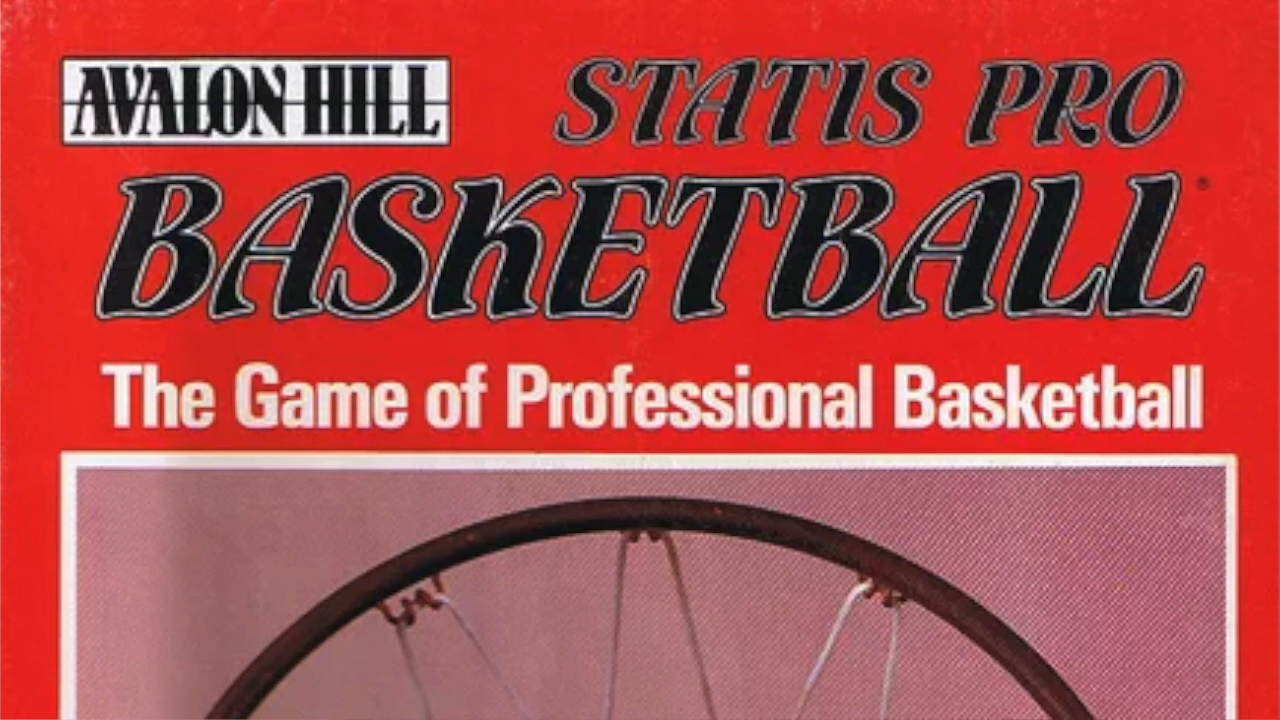 AVALON HILL
STATIS PRO
BASKETBALL®
The Game of Professional Basketball